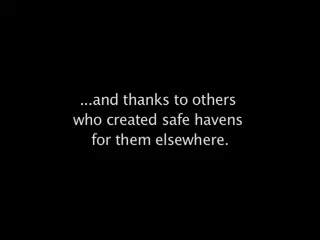 ...and thanks to others
who created safe havens
for them elsewhere.